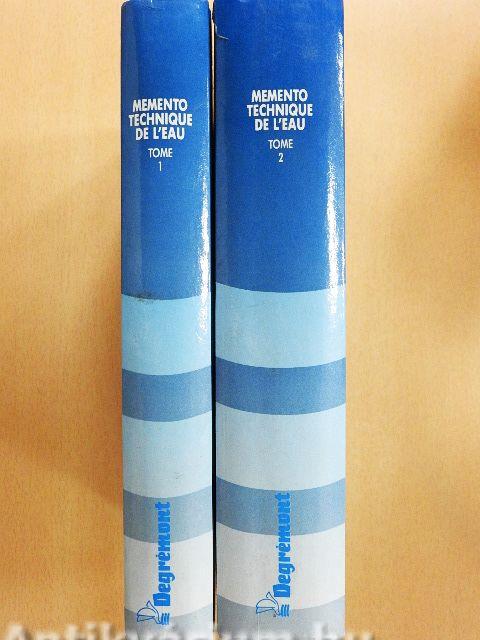 MEMENTO
TECHNIQUE
DE L'EAU
TOME
1
Degrémont
MEMENTO
TECHNIQUE
DE L'EAU
TOME
2
Degrémont